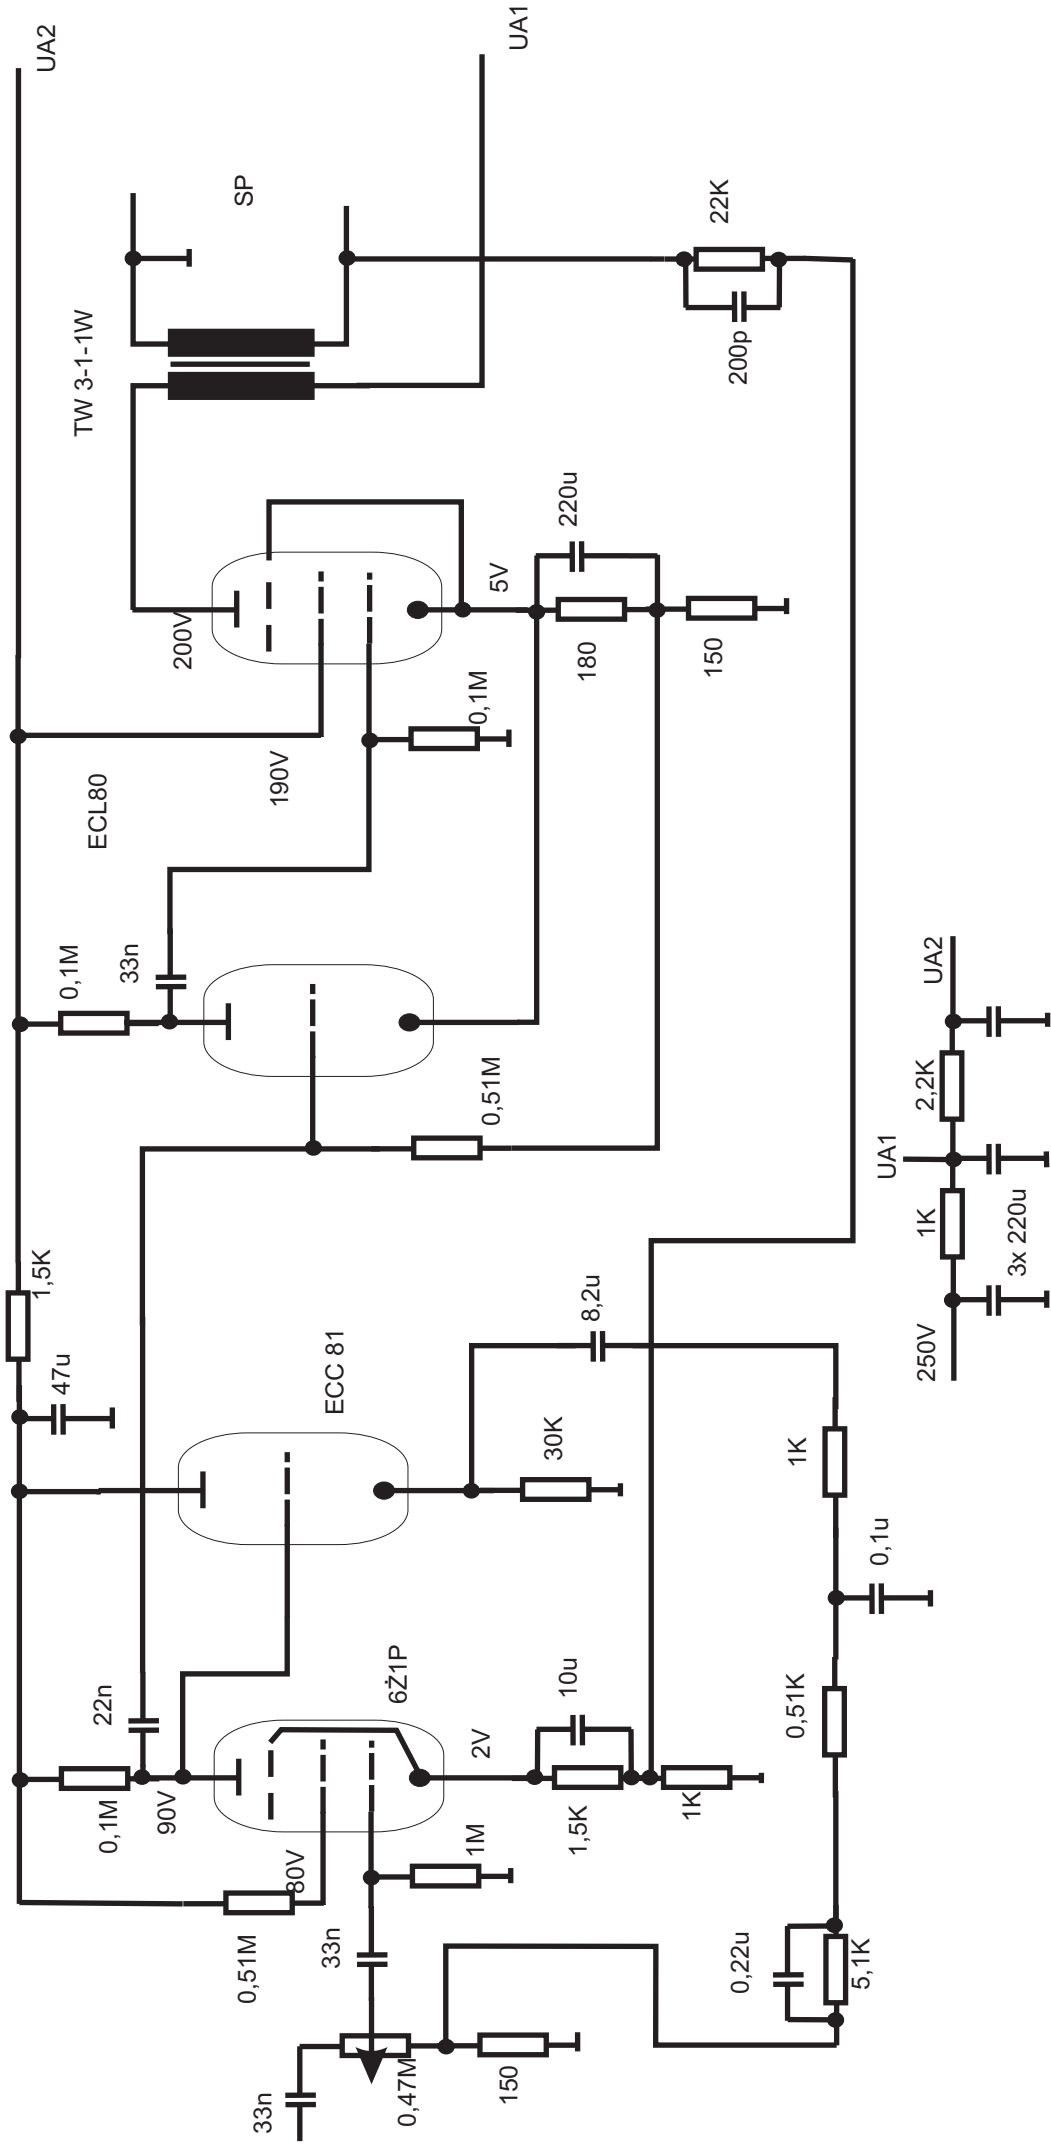 UA2
1,5K
47u
0,1M
TW 3-1-1W
ECL80
22n
0,1M
33n
90V
200V
SP
0,51M
33n
190V
80V
33n
ECC 81
6Ż1P
0,47M
1M
0,1M
2V
0,51M
5V
150
UA1
30K
10u
220u
1,5K
180
8,2u
1K
150
22K
200p
0,22u
0,51K
1K
5,1K
0,1u
UA1
250V
1K
2,2K
UA2
3x 220u